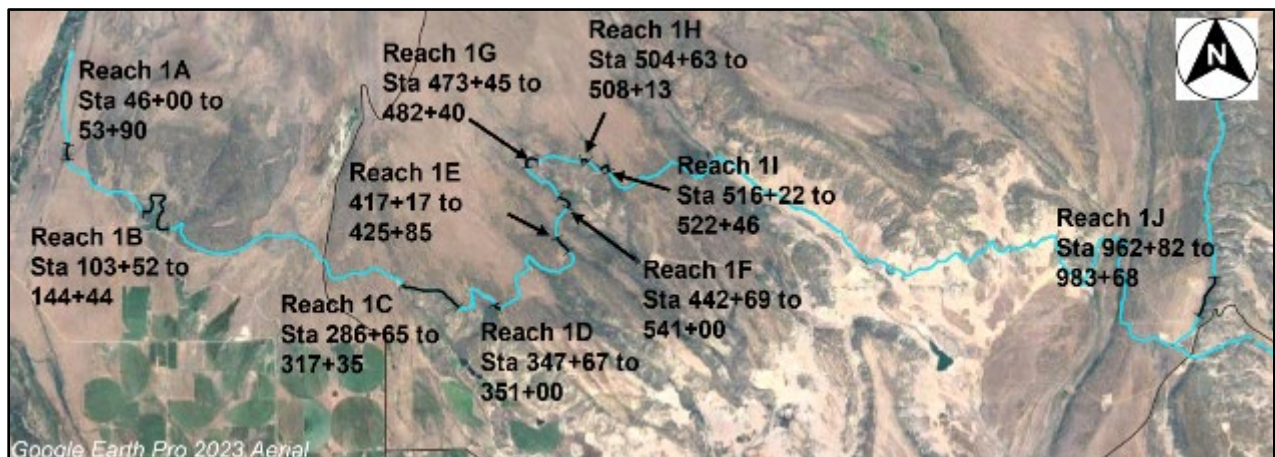 Reach 1A
Sta 46+00 to
53+90
Reach 1B
Sta 103+52 to
144+44
Reach 1C
Sta 286+65 to
317+35
Reach 1D
Sta 347+67 to
351+00
Reach 1E
417+17 to
425+85
Reach 1F
Sta 442+69 to
541+00
Reach 1G
Sta 473+45 to
482+40
Reach 1H
Sta 504+63 to
508+13
Reach 1I
Sta 516+22 to
522+46
Reach 1J
Sta 962+82 to
983+68
N
Google Earth Pro 2023 Aerial